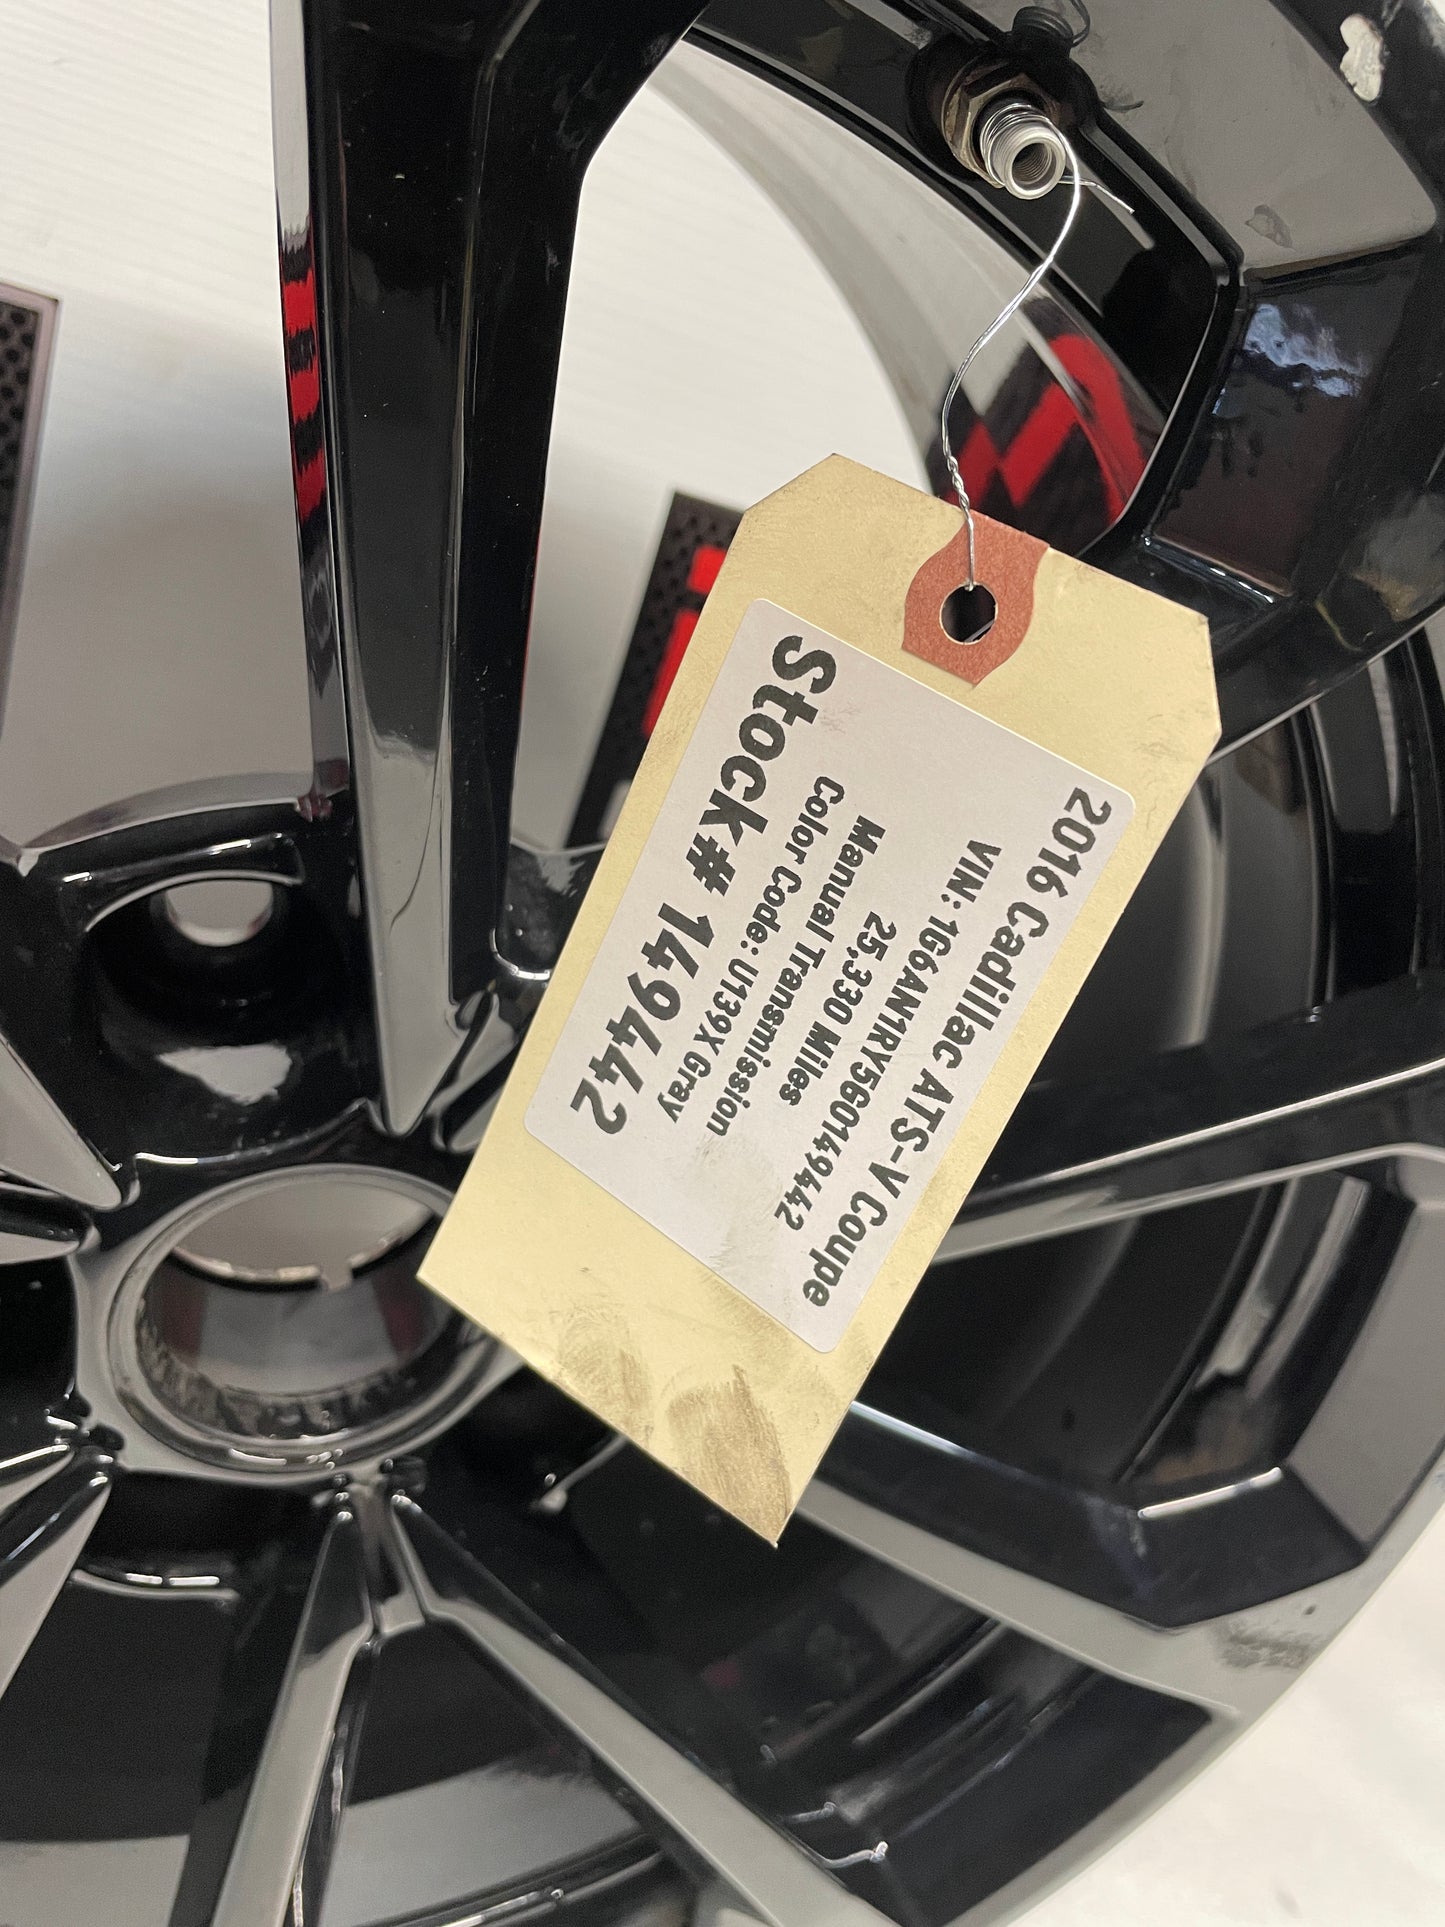 2016 Cadillac ATS-V Coupe
VIN: 1G6AN1RY5G0149442
25,330 Miles
Manual Transmission
Color Code: U139X Gray
Stock# 149442